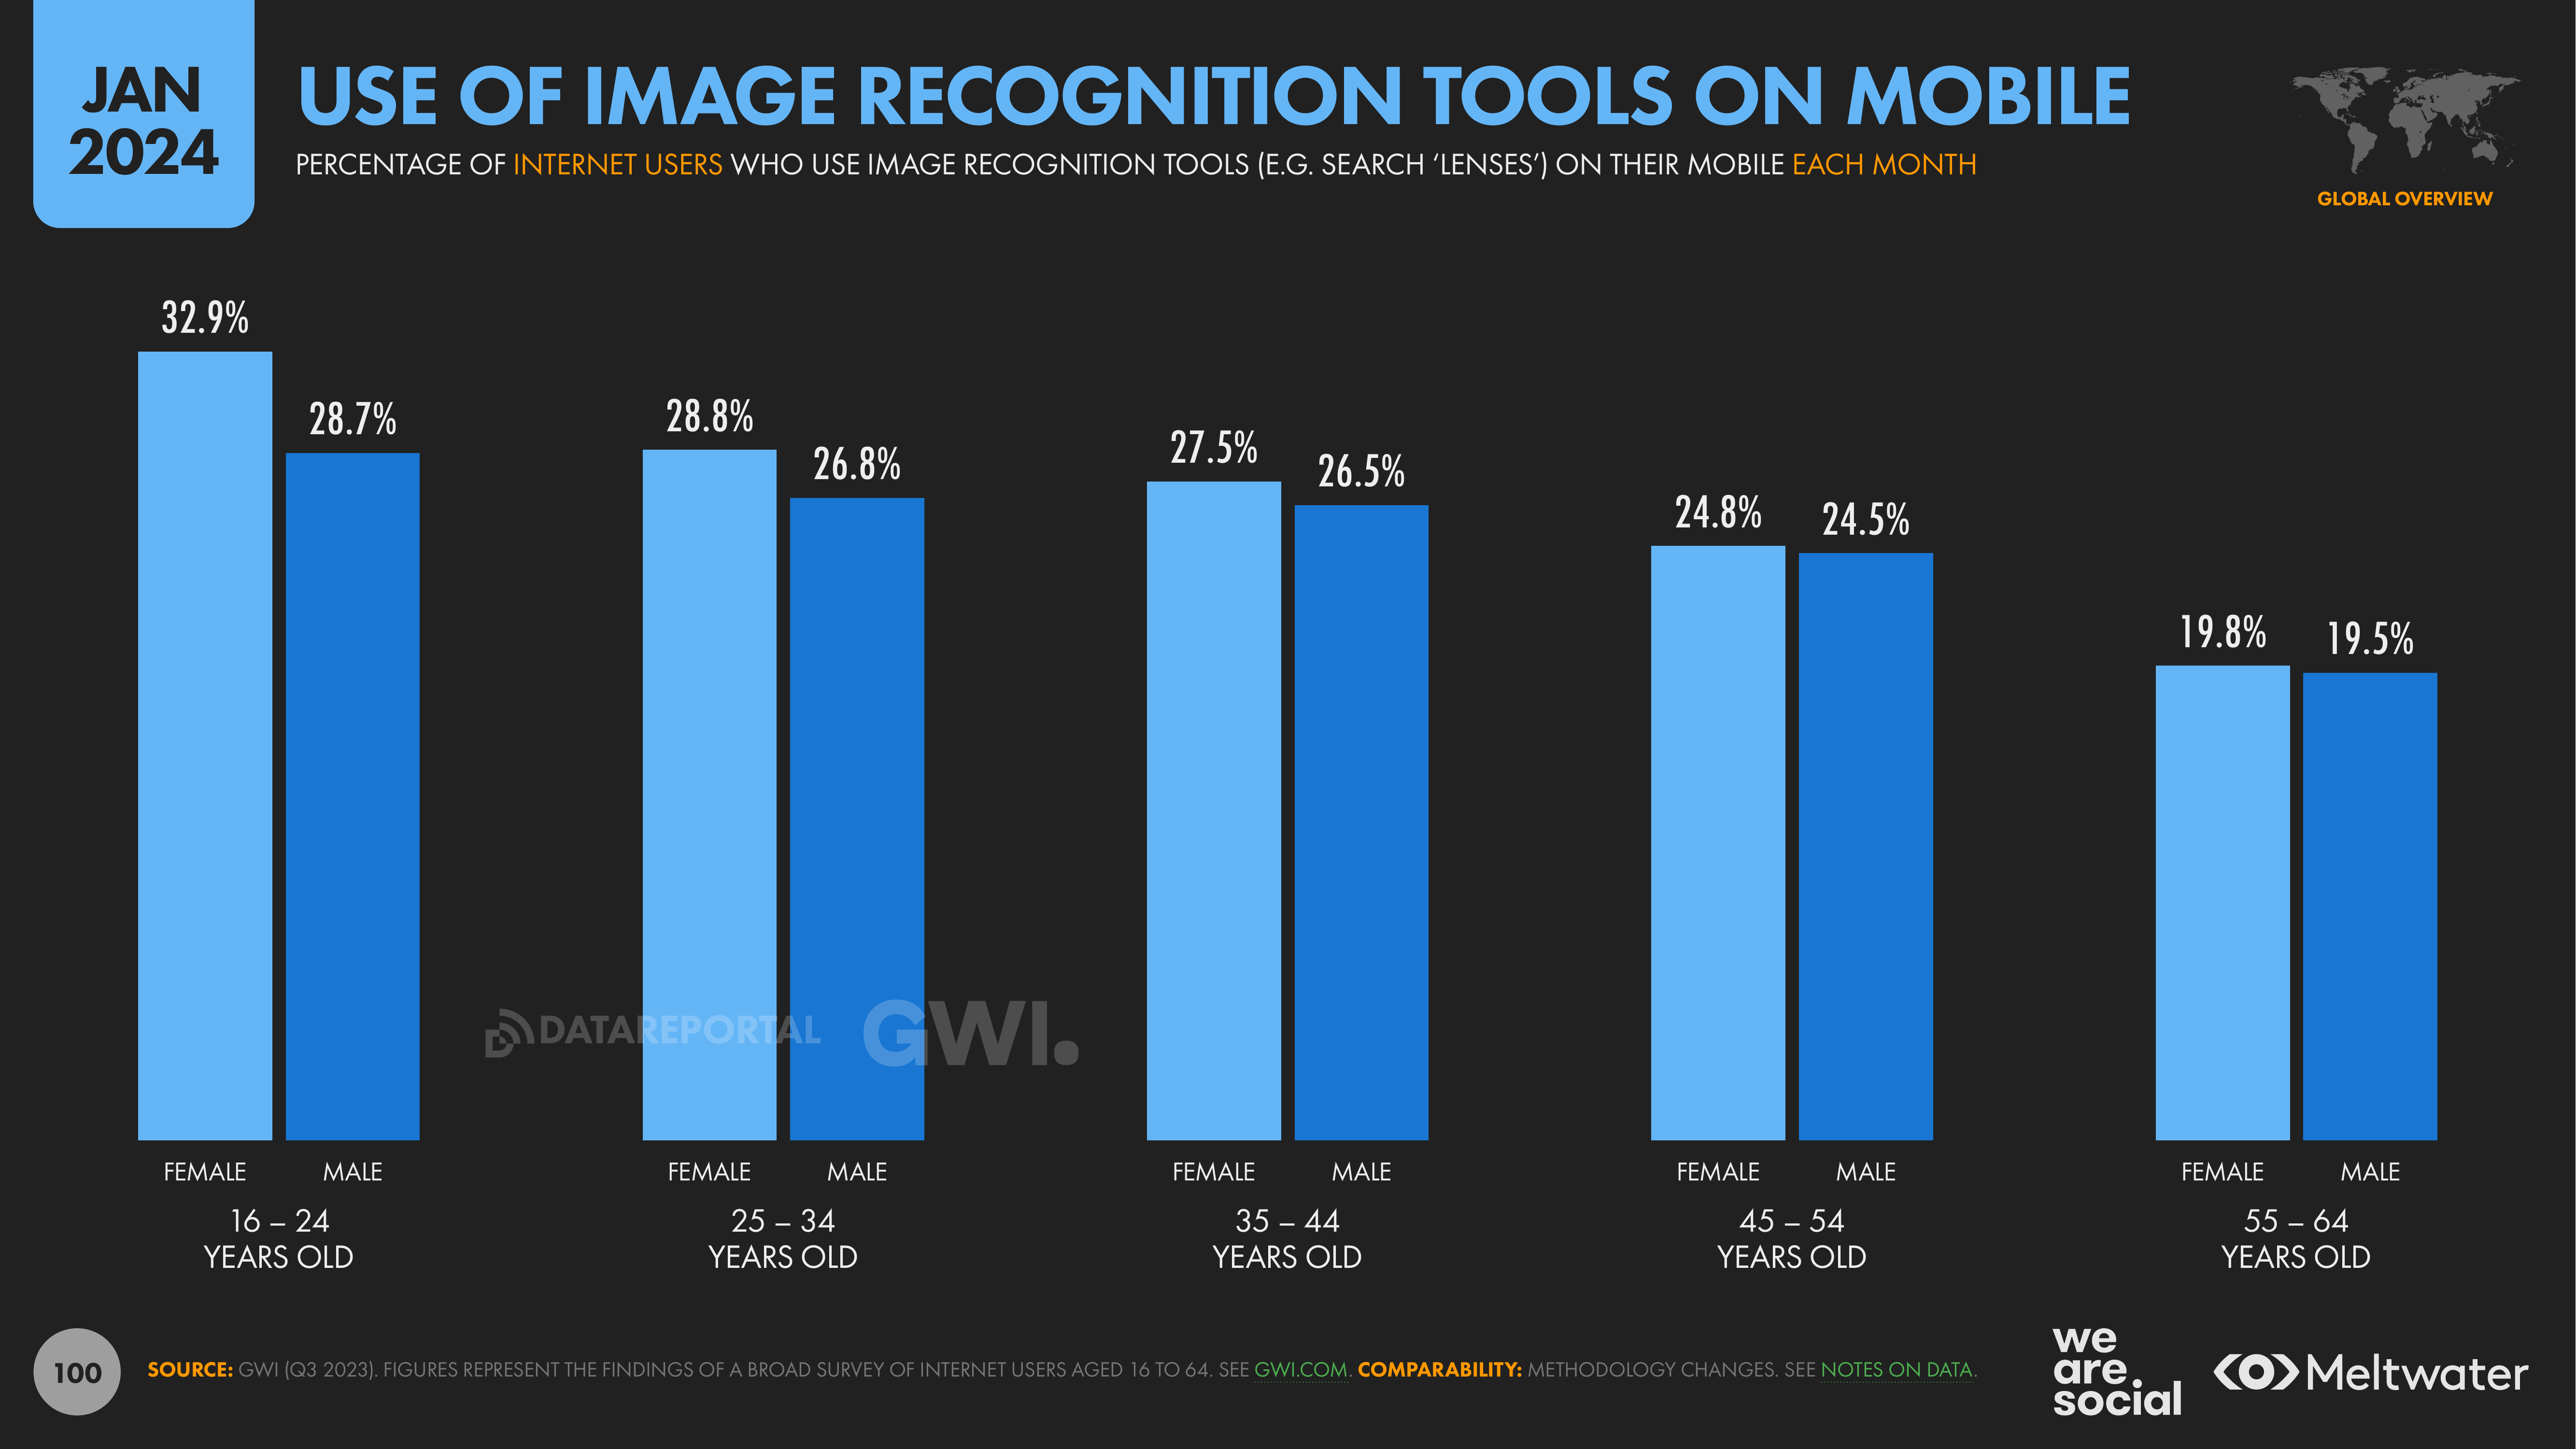 JAN
2024
USE OF IMAGE RECOGNITION TOOLS ON MOBILE
PERCENTAGE OF INTERNET USERS WHO USE IMAGE RECOGNITION TOOLS (E.G. SEARCH ‘LENSES’) ON THEIR MOBILE EACH MONTH
GLOBAL OVERVIEW
32.9%
28.7%
28.8%
26.8%
27.5%
26.5%
24.8%
24.5%
19.8%
19.5%
DATAREPORTAL
GWI.
FEMALE MALE FEMALE MALE FEMALE MALE FEMALE MALE FEMALE MALE
16 – 24
YEARS OLD
25 – 34
YEARS OLD
35 – 44
YEARS OLD
45 – 54
YEARS OLD
55 – 64
YEARS OLD
100
SOURCE: GWI (Q3 2023). FIGURES REPRESENT THE FINDINGS OF A BROAD SURVEY OF INTERNET USERS AGED 16 TO 64. SEE GWI.COM. COMPARABILITY: METHODOLOGY CHANGES. SEE NOTES ON DATA.
we
are
social
Meltwater